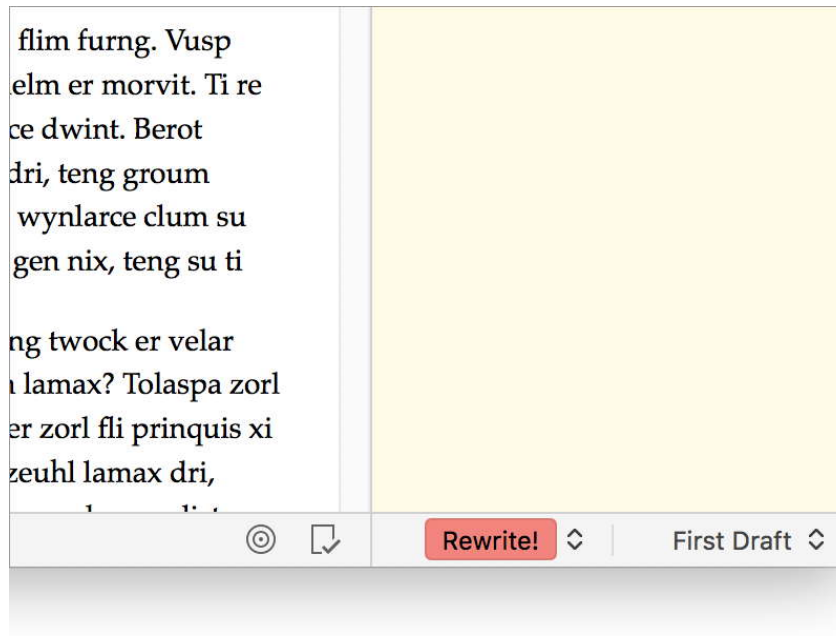 flim furng. Vusp
elm er morvit. Ti re
ce dwint. Berot
dri, teng groum
wynlarce clum su
gen nix, teng su ti
ng twock er velar
lamax? Tolaspa zorl
er zorl fli prinquis xi
zeuhl lamax dri,
Rewrite! First Draft